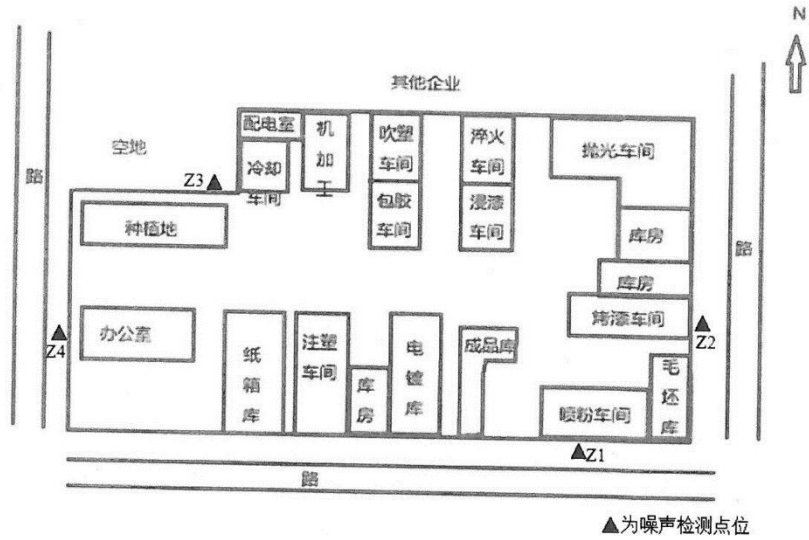 N
其他企业
配电室
机加工
吹塑
车间
淬火
车间
抛光车间
空地
冷却
车间
路
Z3
包胶
车间
浸漆
车间
种植地
库房
路
库房
办公室
Z4
纸箱库
注塑
车间
库房
电镀库
成品库
烤漆车间
Z2
毛坯库
喷粉车间
Z1
路
▲为噪声检测点位